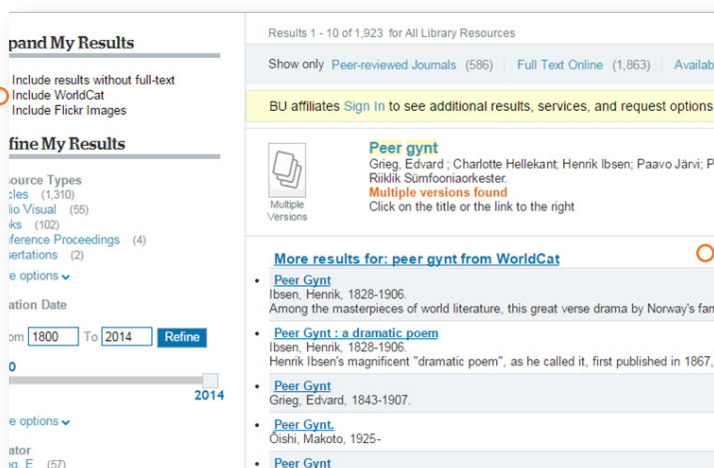 pand My Results
Include results without full-text
Include WorldCat
Include Flickr Images
fine My Results
source Types
cles (1,310)
io Visual (55)
ks (102)
ference Proceedings (4)
sertations (2)
e options
ation Date
om 1800 To 2014 Refine
0
2014
e options
ator
eg, E (57)
Results 1 - 10 of 1,923 for All Library Resources
Show only Peer-reviewed Journals (586) Full Text Online (1,863) Availab
BU affiliates Sign In to see additional results, services, and request options
Multiple Versions
Peer gynt
Grieg, Edvard ; Charlotte Hellekant; Henrik Ibsen; Paavo Järvi; P
Riiklik Sümfooniaorkester.
Multiple versions found
Click on the title or the link to the right
More results for: peer gynt from WorldCat
• Peer Gynt
Ibsen, Henrik, 1828-1906.
Among the masterpieces of world literature, this great verse drama by Norway's fam
• Peer Gynt : a dramatic poem
Ibsen, Henrik, 1828-1906.
Henrik Ibsen's magnificent "dramatic poem", as he called it, first published in 1867,
• Peer Gynt
Grieg, Edvard, 1843-1907.
• Peer Gynt.
Ōishi, Makoto, 1925-
• Peer Gynt